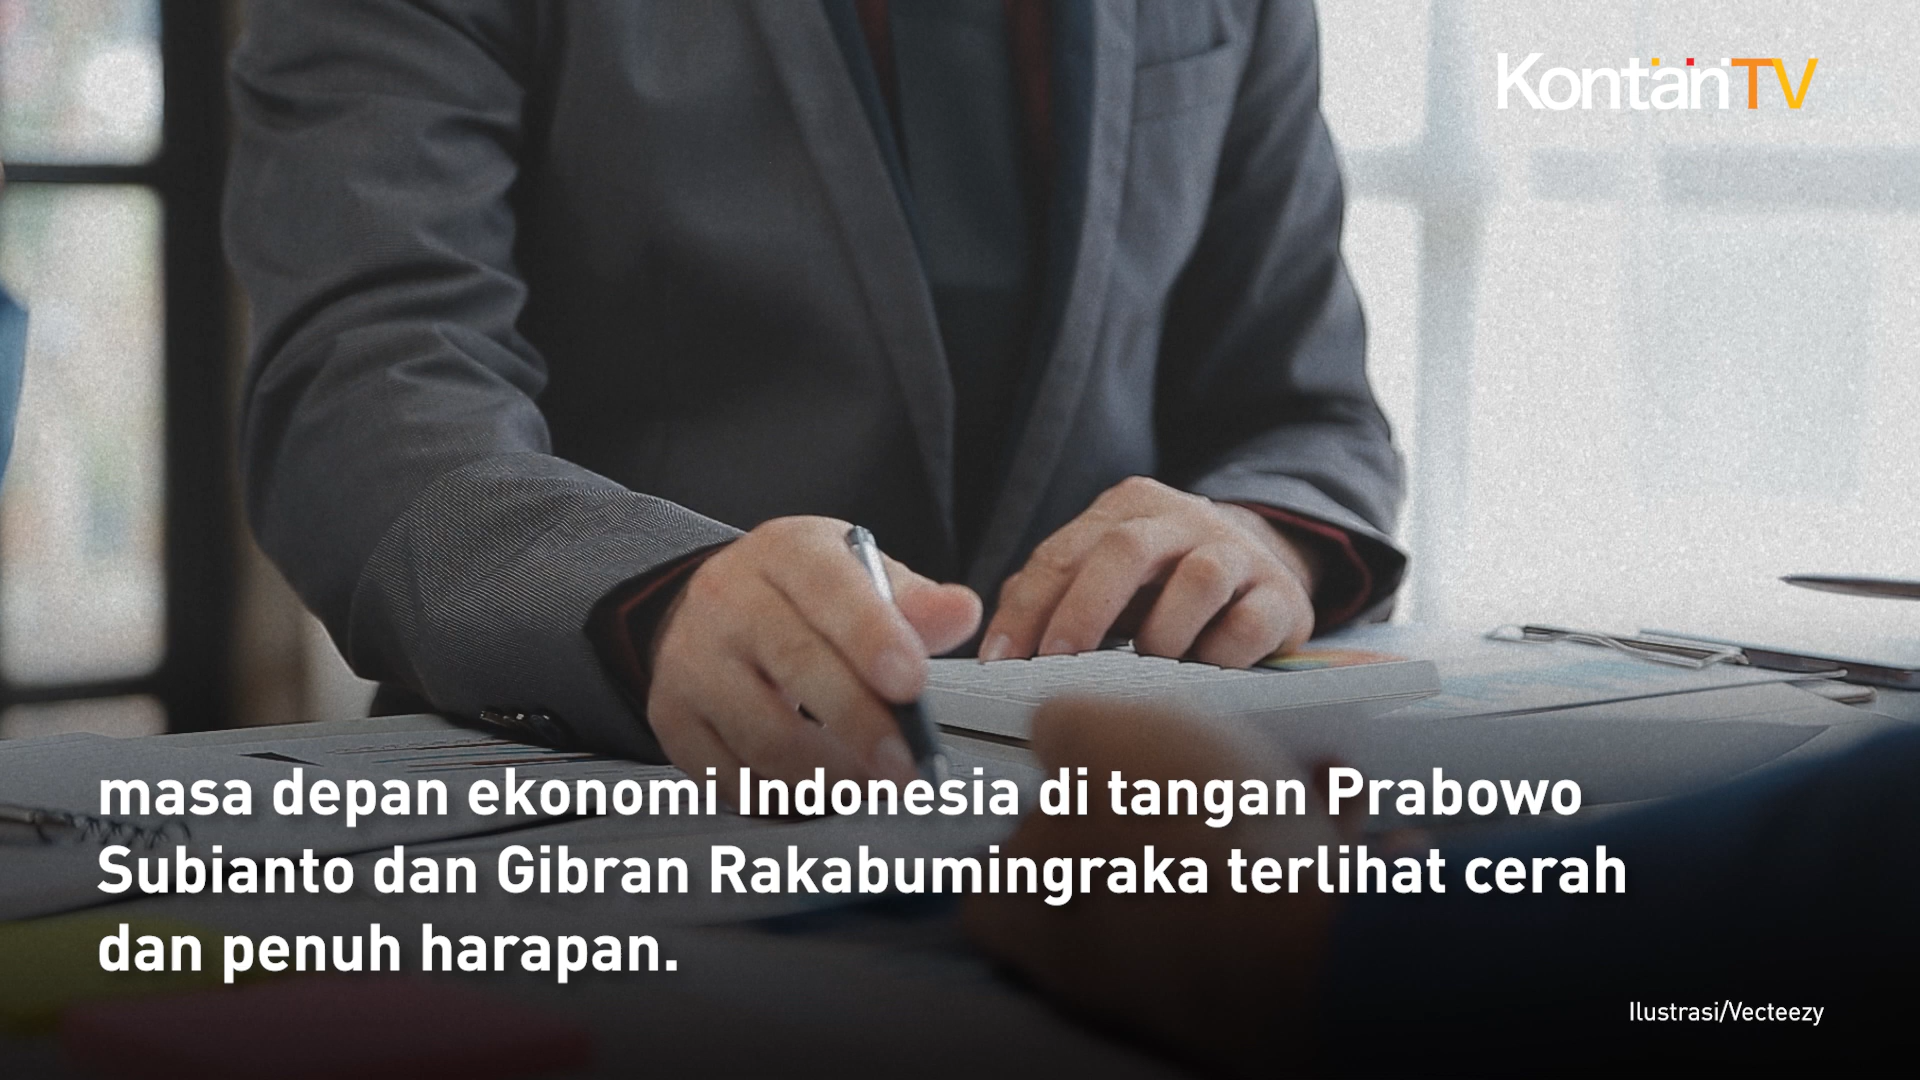 KontanTV
masa depan ekonomi Indonesia di tangan Prabowo
Subianto dan Gibran Rakabumingraka terlihat cerah
dan penuh harapan.
Ilustrasi/Vecteezy